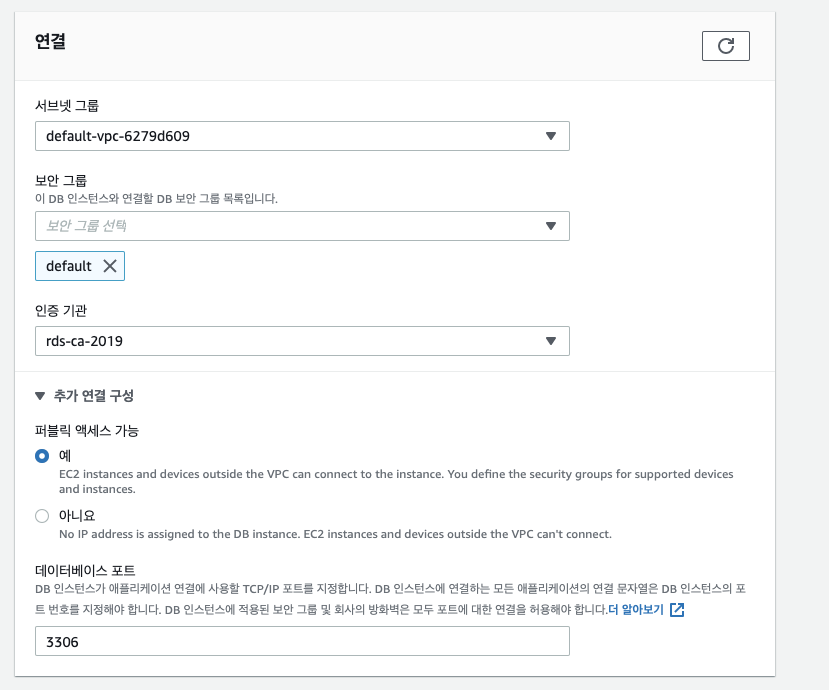 연결
서브넷 그룹
default-vpc-6279d609
보안 그룹
이 DB 인스턴스와 연결할 DB 보안 그룹 목록입니다.
보안 그룹 선택
default
인증 기관
rds-ca-2019
추가 연결 구성
퍼블릭 액세스 가능
예
EC2 instances and devices outside the VPC can connect to the instance. You define the security groups for supported devices
and instances.
아니요
No IP address is assigned to the DB instance. EC2 instances and devices outside the VPC can't connect.
데이터베이스 포트
DB 인스턴스가 애플리케이션 연결에 사용할 TCP/IP 포트를 지정합니다. DB 인스턴스에 연결하는 모든 애플리케이션의 연결 문자열은 DB 인스턴스의 포
트 번호를 지정해야 합니다. DB 인스턴스에 적용된 보안 그룹 및 회사의 방화벽은 모두 포트에 대한 연결을 허용해야 합니다.더 알아보기
3306